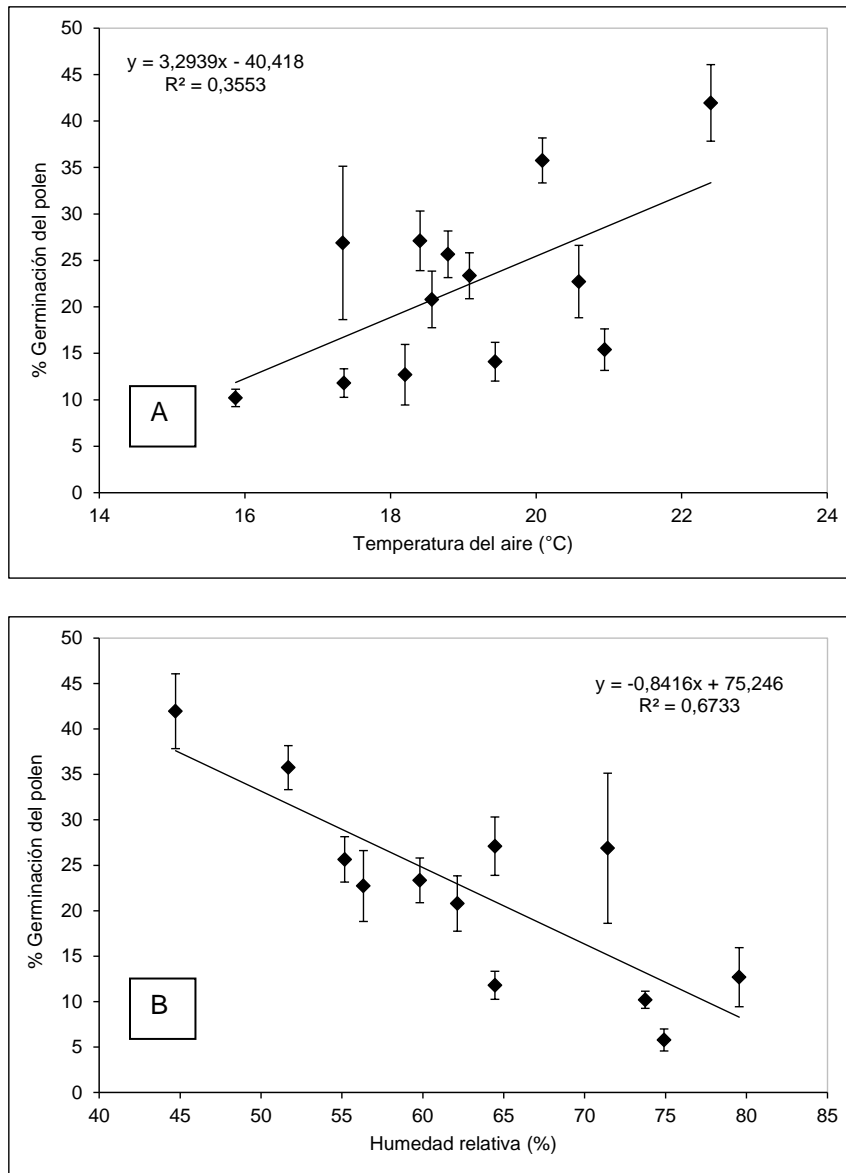 50
45
40
35
30
25
20
15
10
5
0
% Germinación del polen
y = 3,2939x - 40,418
R² = 0,3553
A
14 16 18 20 22 24
Temperatura del aire (°C)
50
45
40
35
30
25
20
15
10
5
0
% Germinación del polen
y = -0,8416x + 75,246
R² = 0,6733
B
40 45 50 55 60 65 70 75 80 85
Humedad relativa (%)